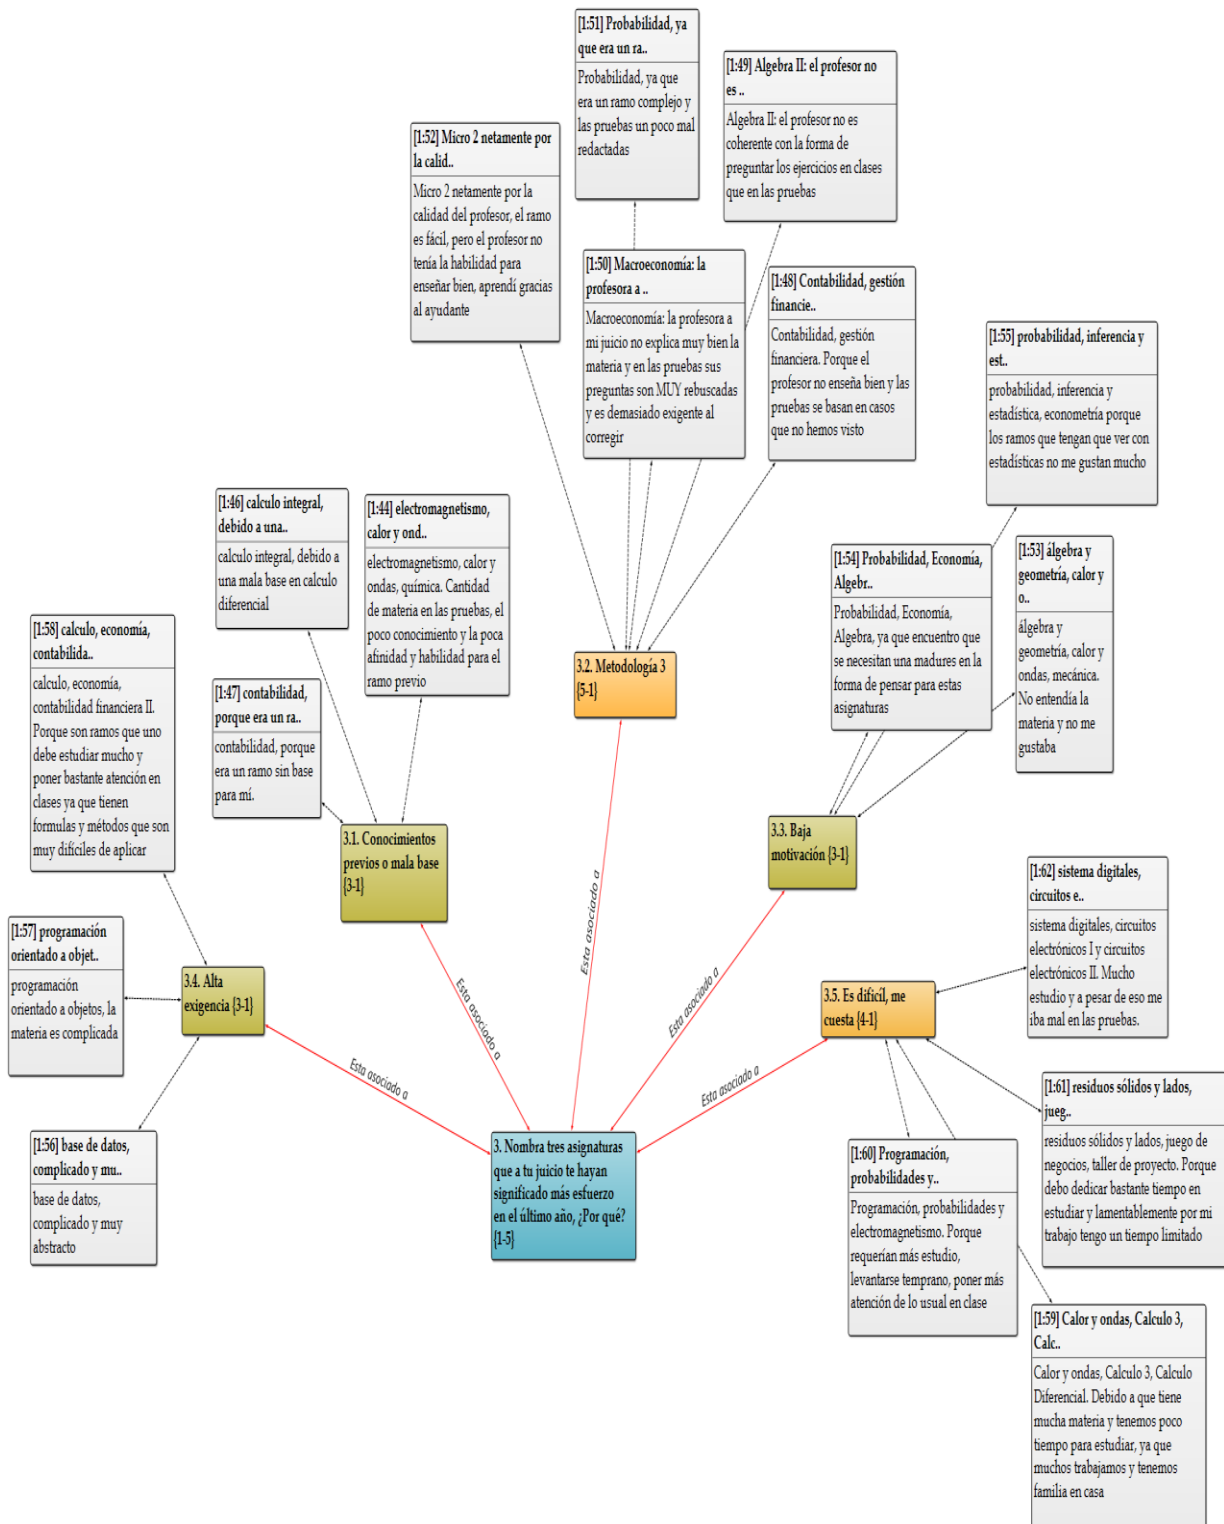 [1:51] Probabilidad, ya
que era un ra..
Probabilidad, ya que
era un ramo complejo y
las pruebas un poco mal
redactadas
[1:49] Algebra II: el profesor no
es ..
Algebra II: el profesor no es
coherente con la forma de
preguntar los ejercicios en clases
que en las pruebas
[1:52] Micro 2 netamente por
la calid..
Micro 2 netamente por la
calidad del profesor, el ramo
es fácil, pero el profesor no
tenía la habilidad para
enseñar bien, aprendí gracias
al ayudante
[1:50] Macroeconomía: la
profesora a ..
Macroeconomía: la profesora a
mi juicio no explica muy bien la
materia y en las pruebas sus
preguntas son MUY rebuscadas
y es demasiado exigente al
corregir
[1:48] Contabilidad, gestión
financie..
Contabilidad, gestión
financiera. Porque el
profesor no enseña bien y las
pruebas se basan en casos
que no hemos visto
[1:55] probabilidad, inferencia y
est..
probabilidad, inferencia y
estadística, econometría porque
los ramos que tengan que ver con
estadísticas no me gustan mucho
[1:46] calculo integral,
debido a una..
calculo integral, debido a
una mala base en calculo
diferencial
[1:44] electromagnetismo,
calor y ond..
electromagnetismo, calor y
ondas, química. Cantidad
de materia en las pruebas, el
poco conocimiento y la poca
afinidad y habilidad para el
ramo previo
[1:54] Probabilidad, Economía,
Algebr..
Probabilidad, Economía,
Algebra, ya que encuentro que
se necesitan una madures en la
forma de pensar para estas
asignaturas
[1:53] álgebra y
geometría, calor y
o..
álgebra y
geometría, calor y
ondas, mecánica.
No entendía la
materia y no me
gustaba
[1:58] calculo, economía,
contabilida..
calculo, economía,
contabilidad financiera II.
Porque son ramos que uno
debe estudiar mucho y
poner bastante atención en
clases ya que tienen
formulas y métodos que son
muy difíciles de aplicar
[1:47] contabilidad,
porque era un ra..
contabilidad, porque
era un ramo sin base
para mí.
3.2. Metodología 3
{5-1}
3.1. Conocimientos
previos o mala base
{3-1}
3.3. Baja
motivación {3-1}
[1:57] programación
orientado a objet..
programación
orientado a objetos, la
materia es complicada
3.4. Alta
exigencia {3-1}
[1:62] sistema digitales,
circuitos e..
sistema digitales, circuitos
electrónicos I y circuitos
electrónicos II. Mucho
estudio y a pesar de eso me
iba mal en las pruebas.
3.5. Es difícil, me
cuesta {4-1}
Esta asociado a
Esta asociado a
Esta asociado a
Esta asociado a
Esta asociado a
[1:56] base de datos,
complicado y mu..
base de datos,
complicado y muy
abstracto
3. Nombra tres asignaturas
que a tu juicio te hayan
significado más esfuerzo
en el último año, ¿Por qué?
{1-5}
[1:61] residuos sólidos y lados,
jueg..
residuos sólidos y lados, juego de
negocios, taller de proyecto. Porque
debo dedicar bastante tiempo en
estudiar y lamentablemente por mi
trabajo tengo un tiempo limitado
[1:60] Programación,
probabilidades y..
Programación, probabilidades y
electromagnetismo. Porque
requerían más estudio,
levantarse temprano, poner más
atención de lo usual en clase
[1:59] Calor y ondas, Calculo 3,
Calc..
Calor y ondas, Calculo 3, Calculo
Diferencial. Debido a que tiene
mucha materia y tenemos poco
tiempo para estudiar, ya que
muchos trabajamos y tenemos
familia en casa